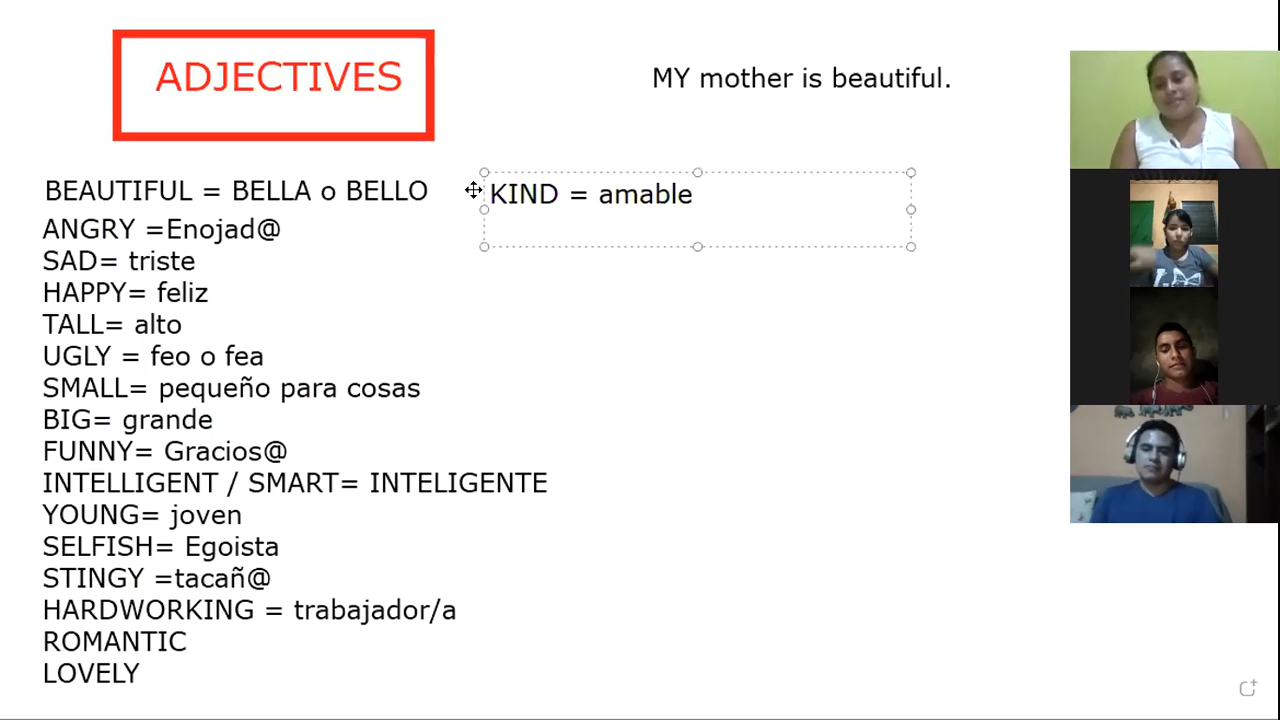 ADJECTIVES
MY mother is beautiful.
BEAUTIFUL = BELLA o BELLO
KIND = amable
ANGRY =Enojad@
SAD= triste
HAPPY= feliz
TALL= alto
UGLY = feo o fea
SMALL= pequeño para cosas
BIG= grande
FUNNY= Gracios@
INTELLIGENT / SMART= INTELIGENTE
YOUNG= joven
SELFISH= Egoista
STINGY =tacañ@
HARDWORKING = trabajador/a
ROMANTIC
LOVELY